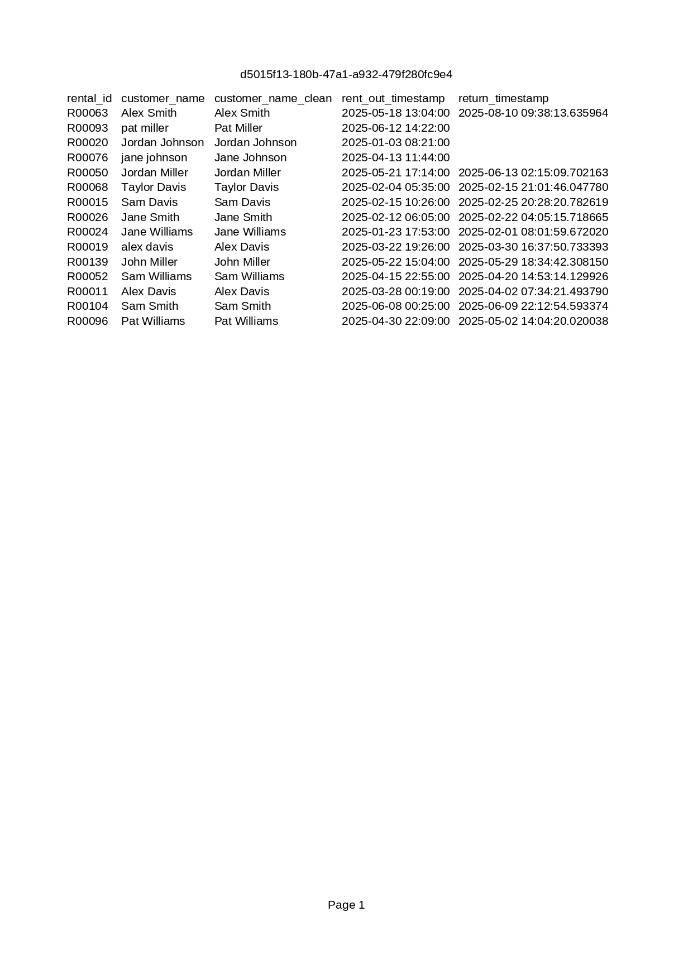 d5015f13-180b-47a1-a932-479f280fc9e4
rental_id customer_name customer_name_clean rent_out_timestamp return_timestamp
R00063 Alex Smith Alex Smith 2025-05-18 13:04:00 2025-08-10 09:38:13.635964
R00093 pat miller Pat Miller 2025-06-12 14:22:00
R00020 Jordan Johnson Jordan Johnson 2025-01-03 08:21:00
R00076 jane johnson Jane Johnson 2025-04-13 11:44:00
R00050 Jordan Miller Jordan Miller 2025-05-21 17:14:00 2025-06-13 02:15:09.702163
R00068 Taylor Davis Taylor Davis 2025-02-04 05:35:00 2025-02-15 21:01:46.047780
R00015 Sam Davis Sam Davis 2025-02-15 10:26:00 2025-02-25 20:28:20.782619
R00026 Jane Smith Jane Smith 2025-02-12 06:05:00 2025-02-22 04:05:15.718665
R00024 Jane Williams Jane Williams 2025-01-23 17:53:00 2025-02-01 08:01:59.672020
R00019 alex davis Alex Davis 2025-03-22 19:26:00 2025-03-30 16:37:50.733393
R00139 John Miller John Miller 2025-05-22 15:04:00 2025-05-29 18:34:42.308150
R00052 Sam Williams Sam Williams 2025-04-15 22:55:00 2025-04-20 14:53:14.129926
R00011 Alex Davis Alex Davis 2025-03-28 00:19:00 2025-04-02 07:34:21.493790
R00104 Sam Smith Sam Smith 2025-06-08 00:25:00 2025-06-09 22:12:54.593374
R00096 Pat Williams Pat Williams 2025-04-30 22:09:00 2025-05-02 14:04:20.020038
Page 1